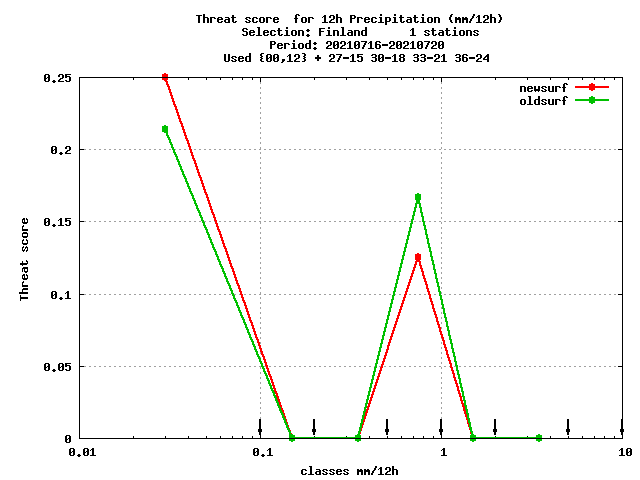 Threat score  for 12h Precipitation (mm/12h)
Selection: Finland      1 stations
Period: 20210716-20210720
Used {00,12} + 27-15 30-18 33-21 36-24
newsurf
oldsurf
0.25
0.2
0.15
0.1
0.05
0
Threat score
0.01
0.1
1
10
classes mm/12h